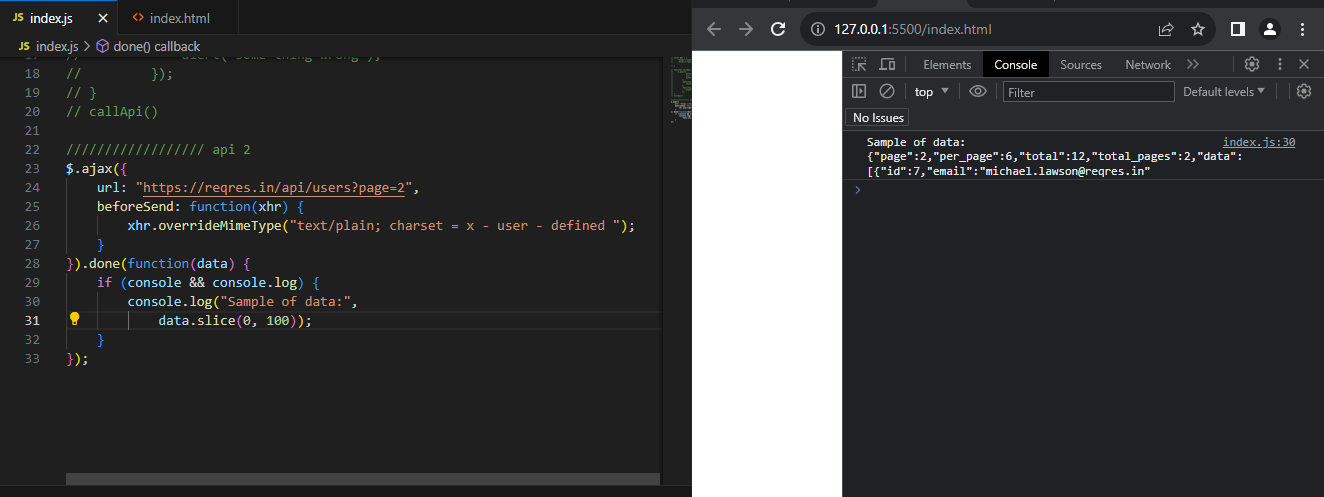 JS index.js ×
<> index.html
JS index.js > done() callback
18 // });
19 // }
20 // callApi()
21
22 ////////////////// api 2
23 $.ajax({
24 url: "https://reqres.in/api/users?page=2",
25 beforeSend: function(xhr) {
26 xhr.overrideMimeType("text/plain; charset = x - user - defined ");
27 }
28 }).done(function(data) {
29 if (console && console.log) {
30 console.log("Sample of data:",
31 data.slice(0, 100));
32 }
33 });
127.0.0.1:5500/index.html
Elements Console Sources Network
top Filter Default levels
No Issues
Sample of data: index.js:30
{"page":2,"per_page":6,"total":12,"total_pages":2,"data":
[{"id":7,"email":"michael.lawson@reqres.in"